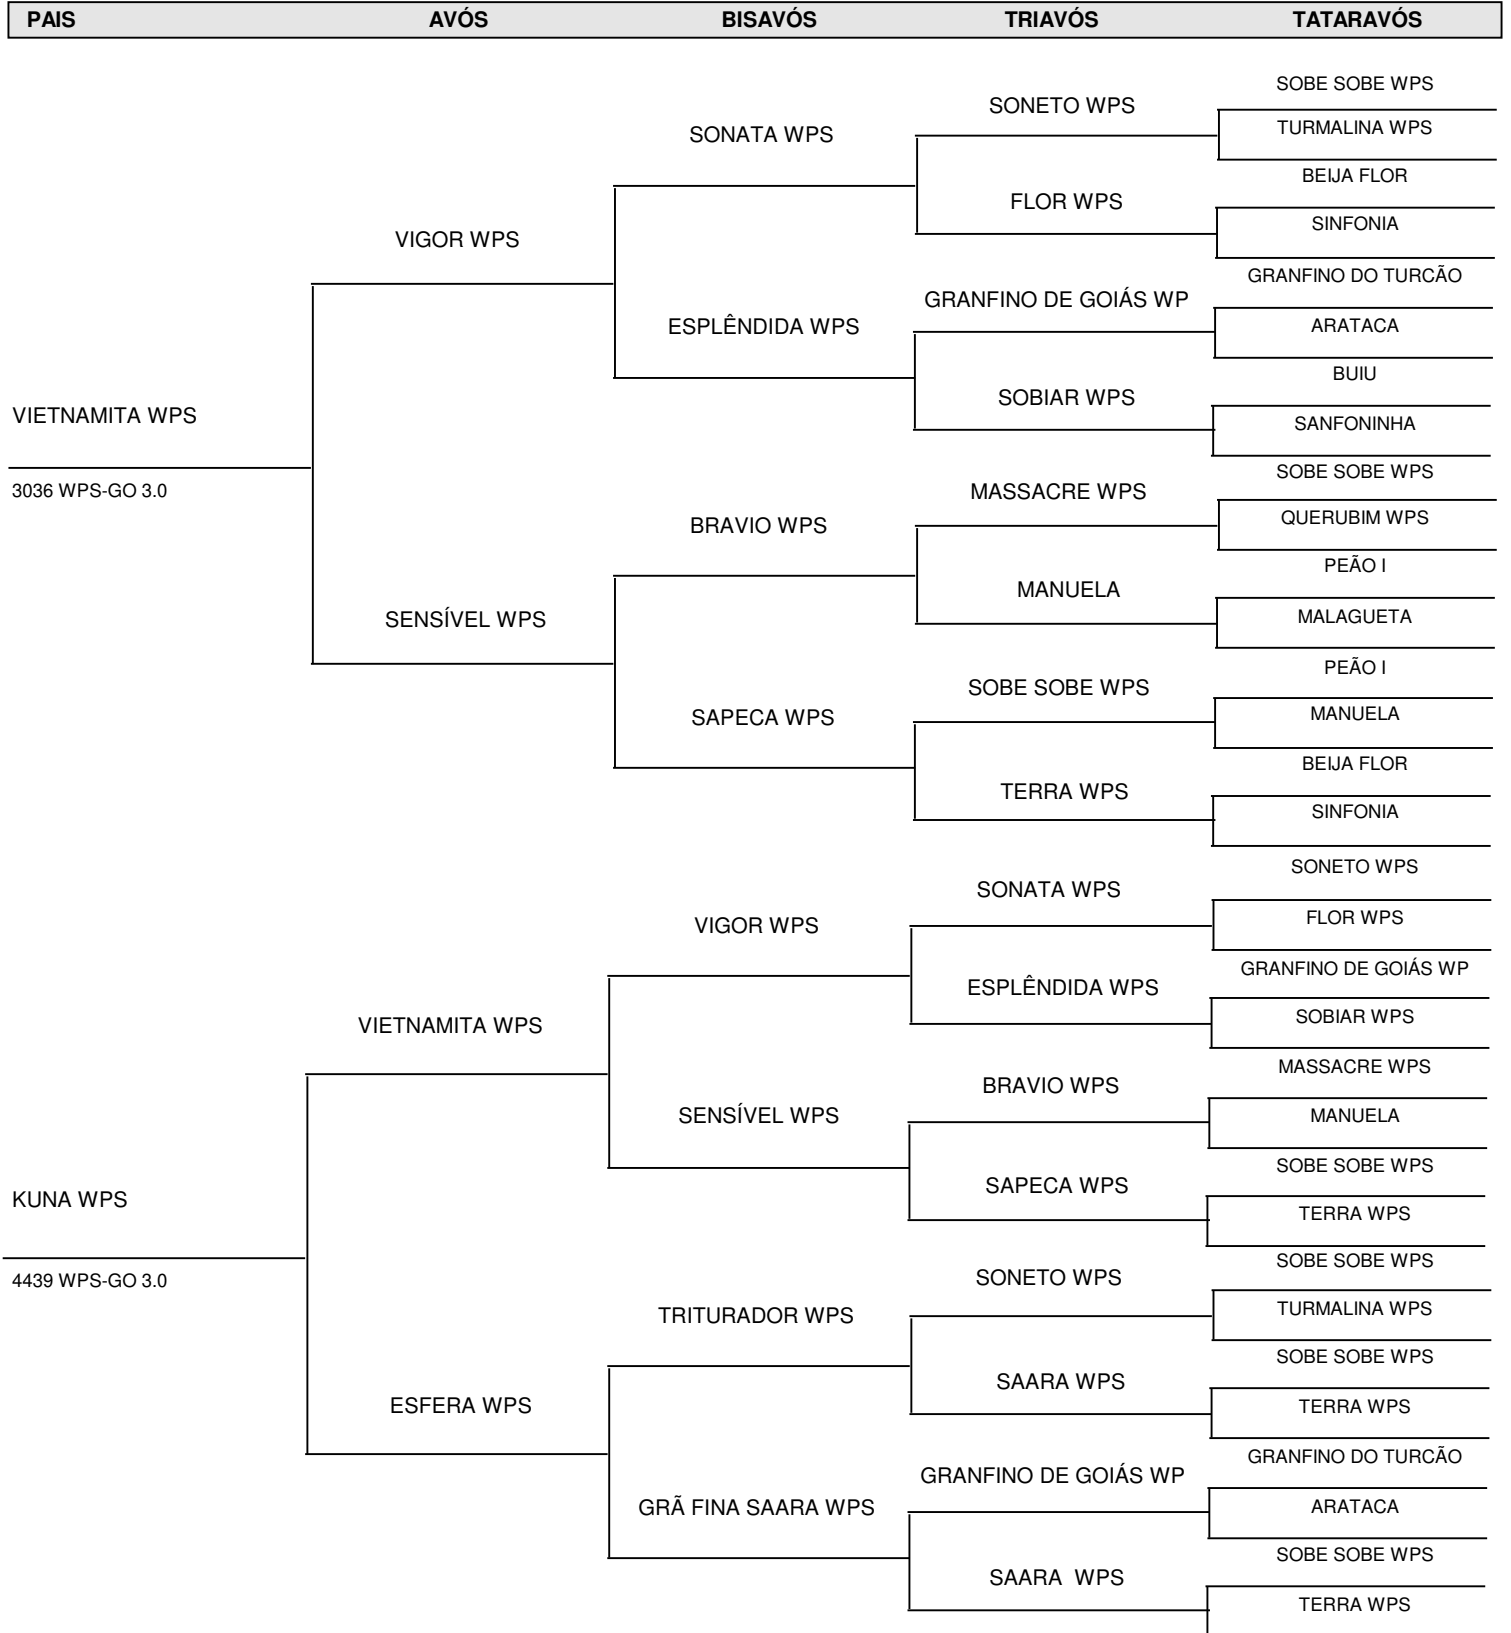 PAIS AVÓS BISAVÓS TRIAVÓS TATARAVÓS
SOBE SOBE WPS
SONETO WPS
TURMALINA WPS
SONATA WPS
BEIJA FLOR
FLOR WPS
SINFONIA
VIGOR WPS
GRANFINO DO TURCÃO
GRANFINO DE GOIÁS WP
ARATACA
ESPLÊNDIDA WPS
BUIU
SOBIAR WPS
SANFONINHA
VIETNAMITA WPS
3036 WPS-GO 3.0
SOBE SOBE WPS
MASSACRE WPS
QUERUBIM WPS
BRAVIO WPS
PEÃO I
MANUELA
MALAGUETA
SENSÍVEL WPS
PEÃO I
SOBE SOBE WPS
MANUELA
SAPECA WPS
BEIJA FLOR
TERRA WPS
SINFONIA
SONETO WPS
SONATA WPS
FLOR WPS
VIGOR WPS
GRANFINO DE GOIÁS WP
ESPLÊNDIDA WPS
SOBIAR WPS
VIETNAMITA WPS
MASSACRE WPS
BRAVIO WPS
MANUELA
SENSÍVEL WPS
SOBE SOBE WPS
SAPECA WPS
TERRA WPS
KUNA WPS
4439 WPS-GO 3.0
SOBE SOBE WPS
SONETO WPS
TURMALINA WPS
TRITURADOR WPS
SOBE SOBE WPS
SAARA WPS
TERRA WPS
ESFERA WPS
GRANFINO DO TURCÃO
GRANFINO DE GOIÁS WP
ARATACA
GRÃ FINA SAARA WPS
SOBE SOBE WPS
SAARA WPS
TERRA WPS